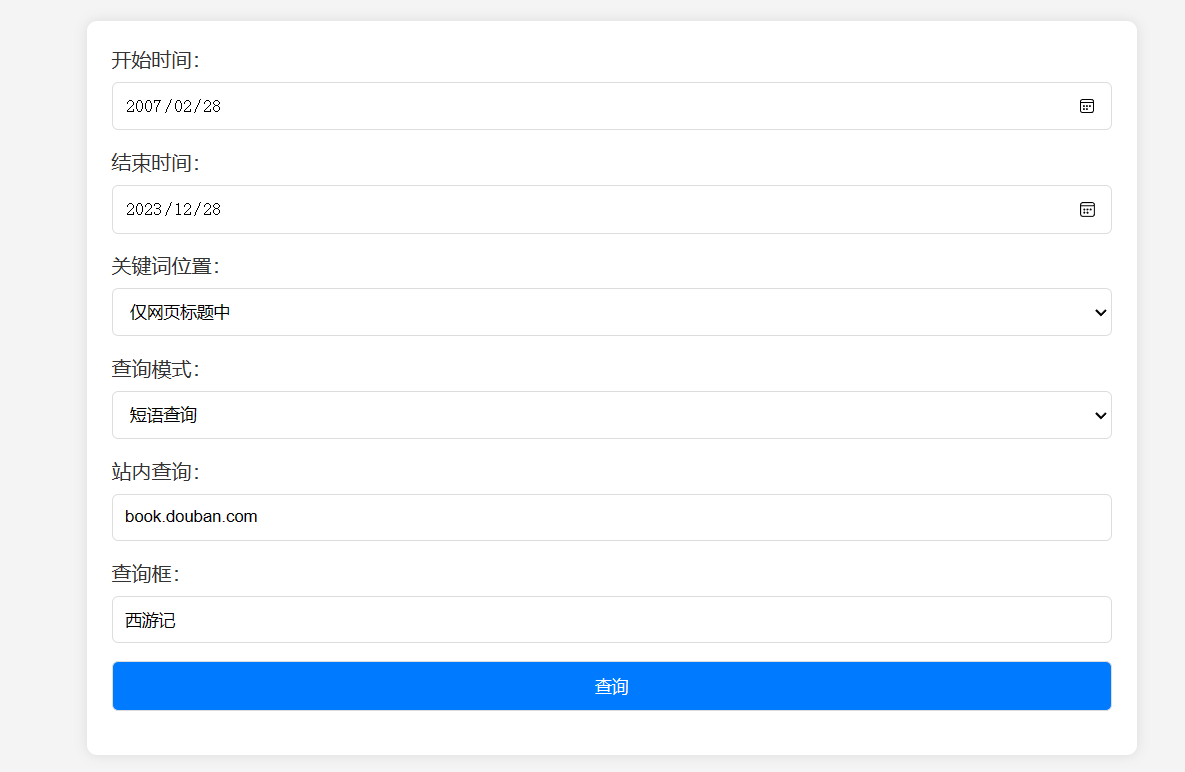 开始时间：
2007/02/28
结束时间：
2023/12/28
关键词位置：
仅网页标题中
查询模式：
短语查询
站内查询：
book.douban.com
查询框：
西游记
查询